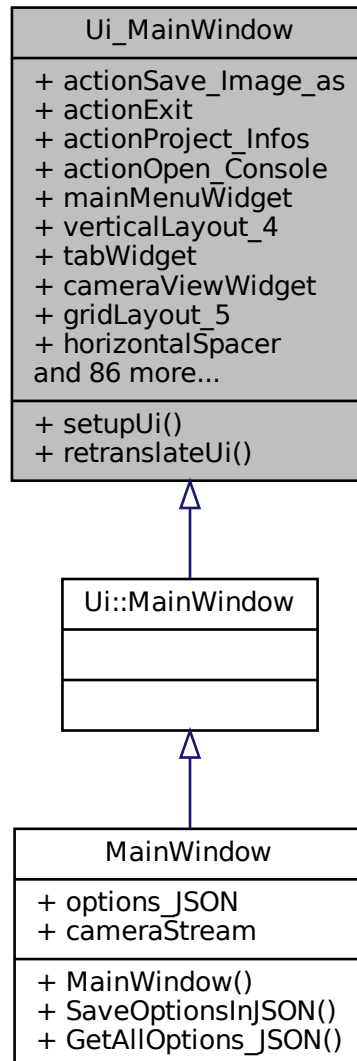 Ui_MainWindow
+ actionSave_Image_as
+ actionExit
+ actionProject_Infos
+ actionOpen_Console
+ mainMenuWidget
+ verticalLayout_4
+ tabWidget
+ cameraViewWidget
+ gridLayout_5
+ horizontalSpacer
and 86 more...
+ setupUi()
+ retranslateUi()
Ui::MainWindow
MainWindow
+ options_JSON
+ cameraStream
+ MainWindow()
+ SaveOptionsInJSON()
+ GetAllOptions_JSON()